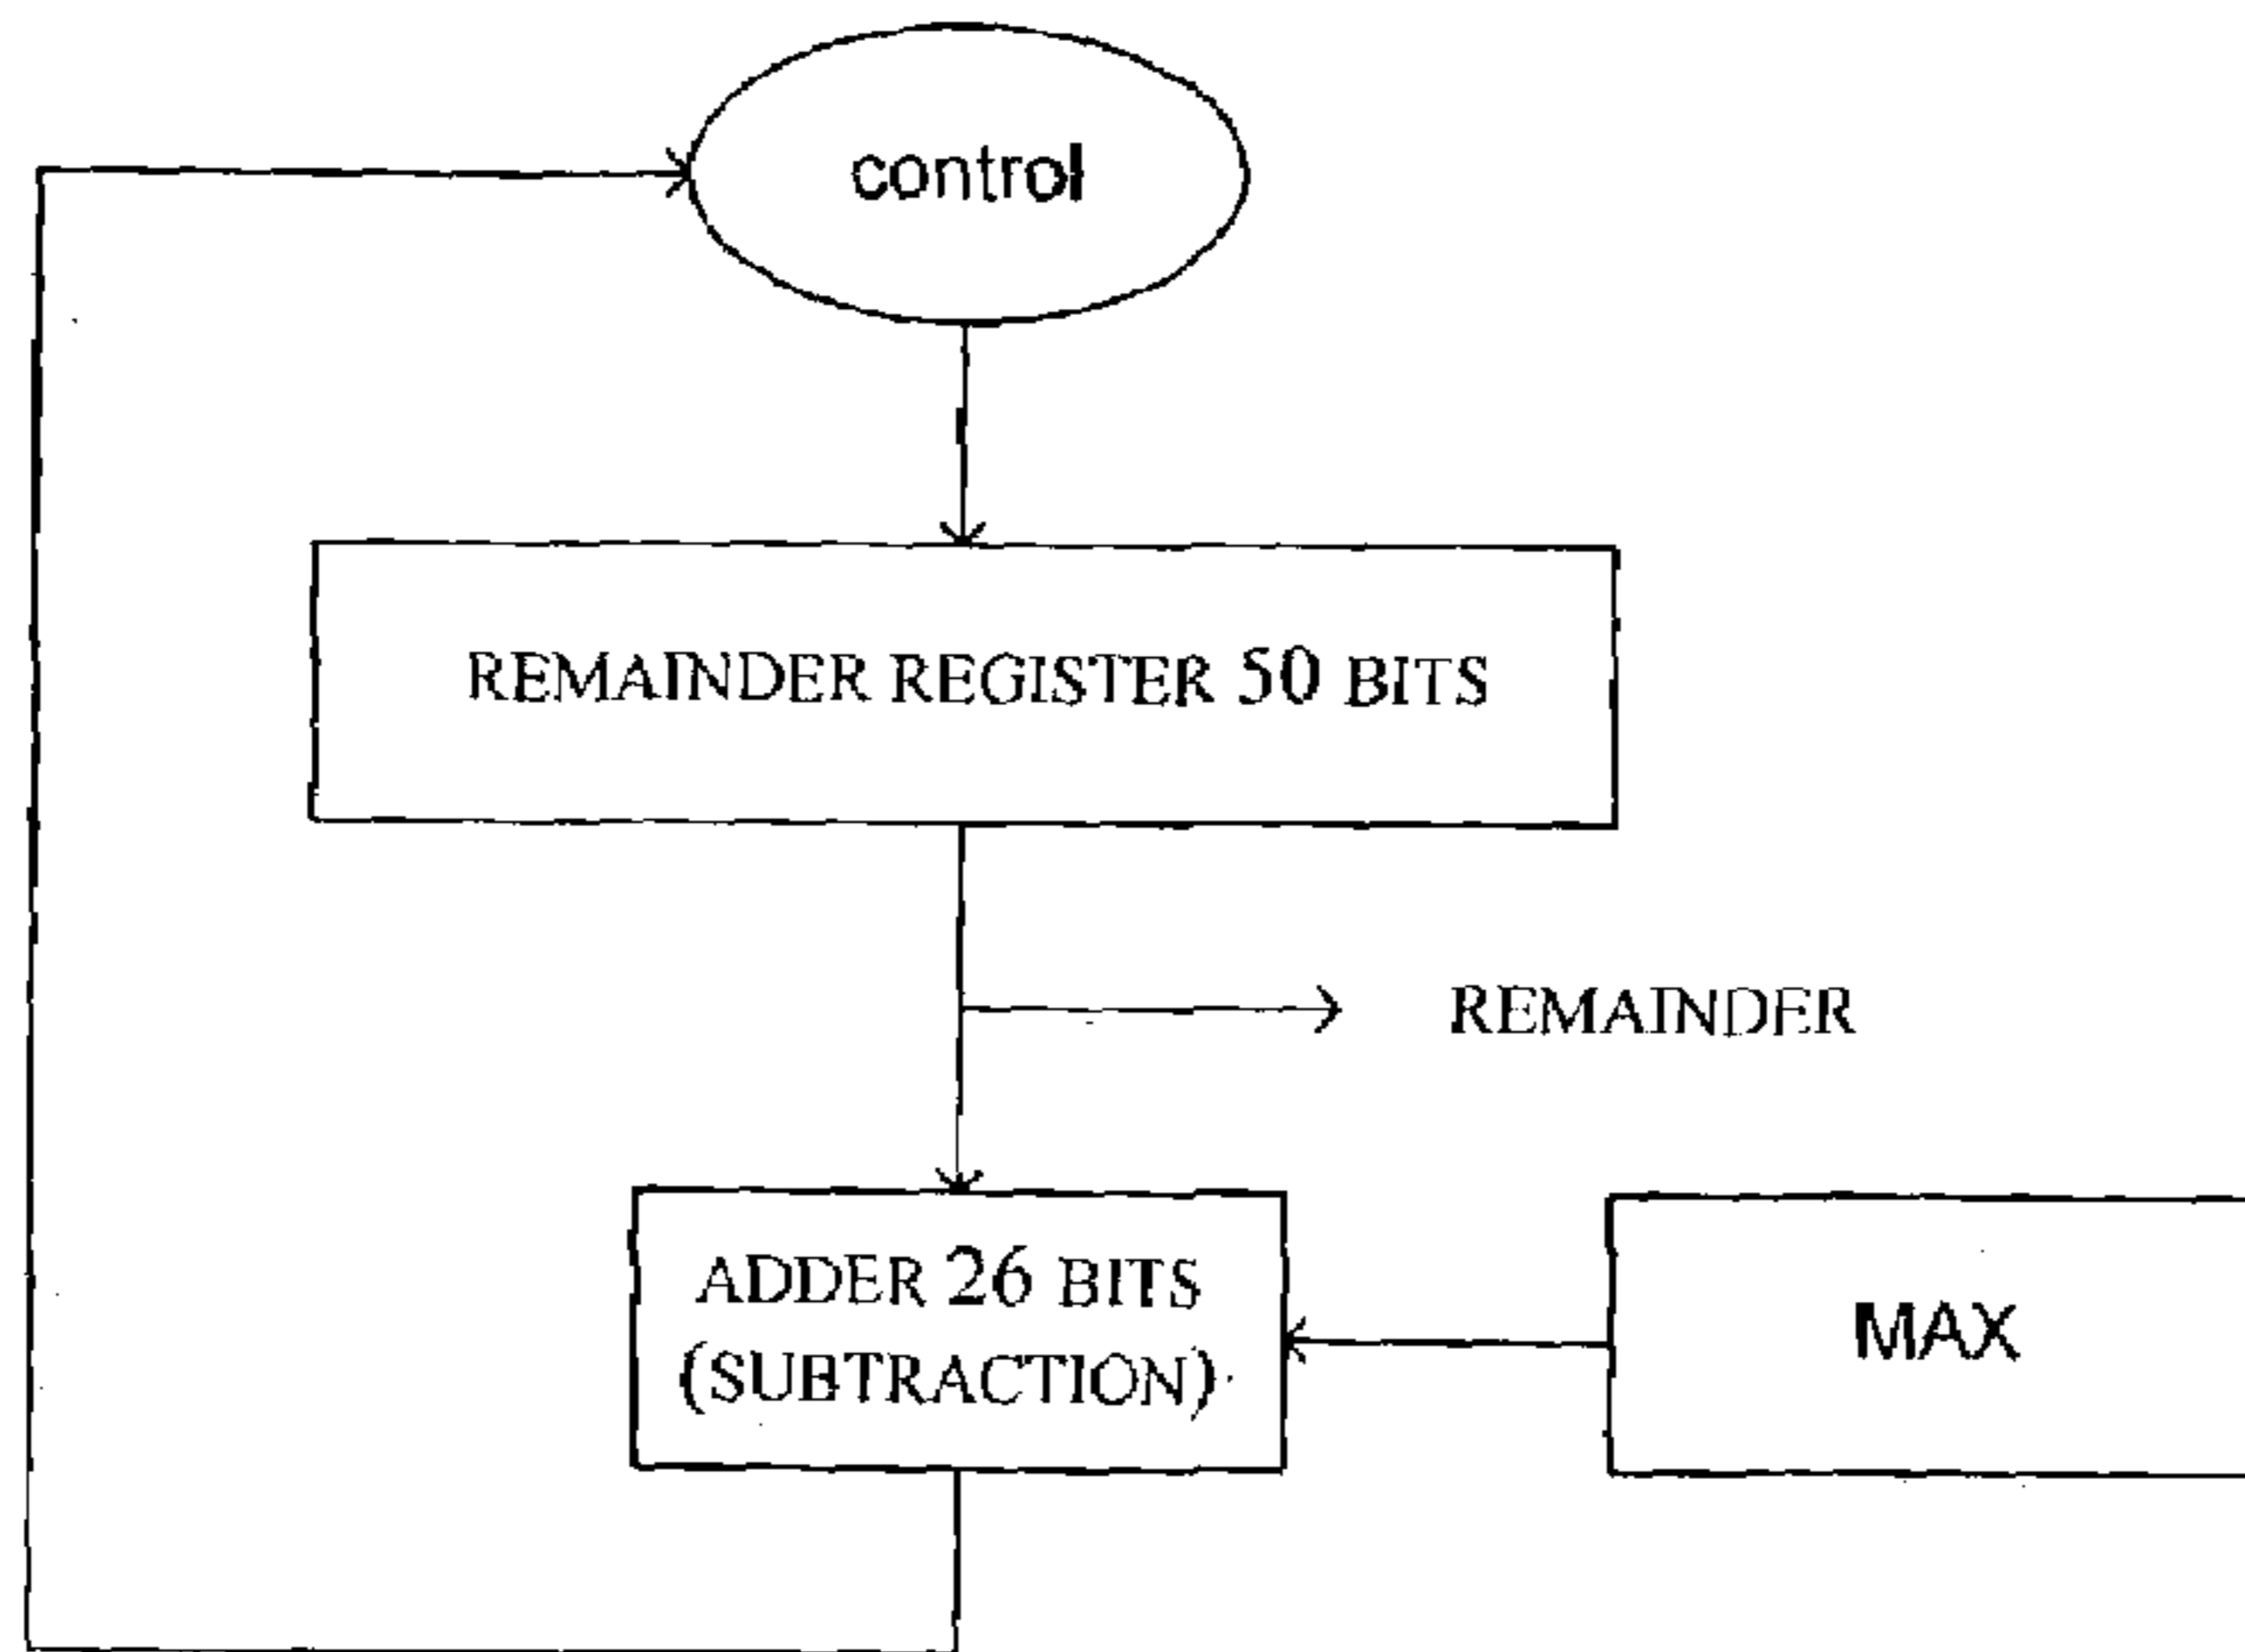 control
REMAINDER REGISTER 50 BITS
REMAINDER
ADDER 26 BITS
(SUBTRACTION)
MAX